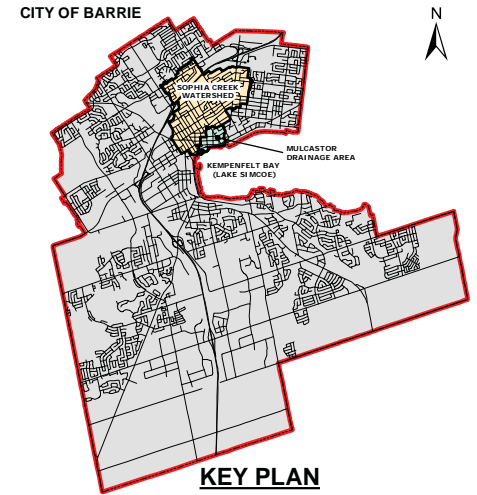 CITY OF BARRIE
N
SOPHIA CREEK
WATERSHED
MULCASTOR
DRAINAGE AREA
KEMPENFELT BAY
(LAKE SIMCOE)
KEY PLAN